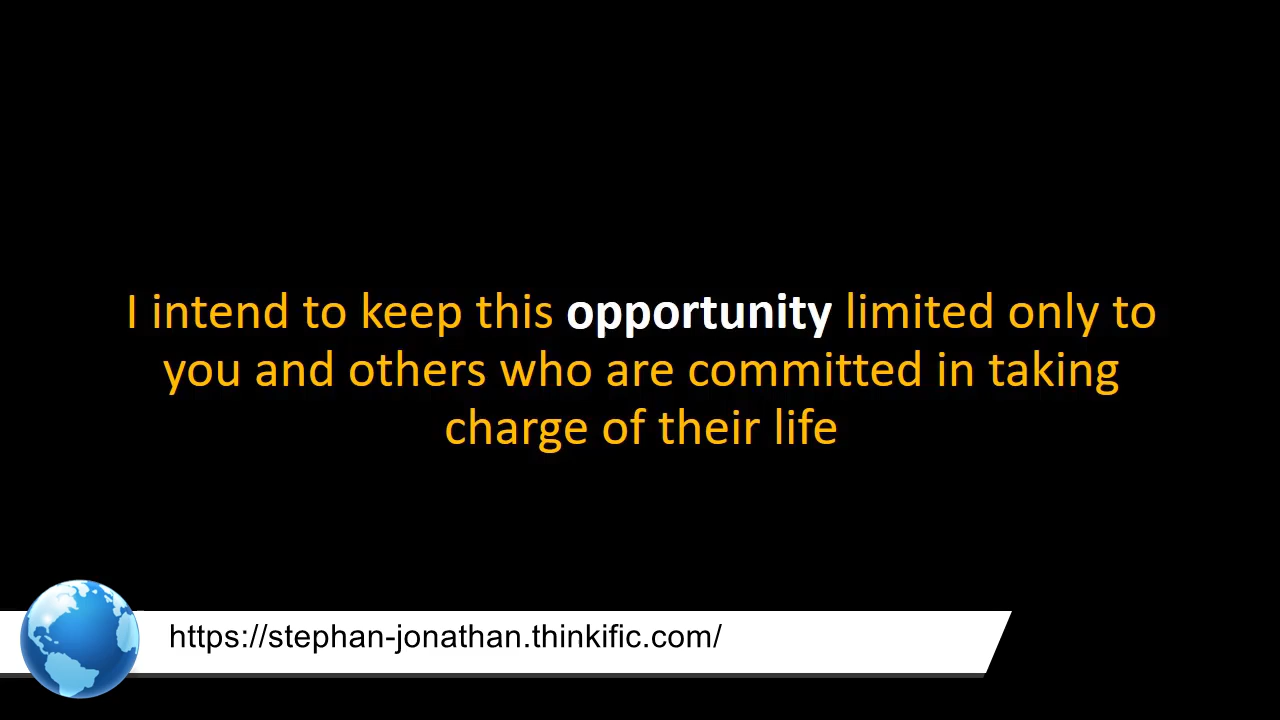 I intend to keep this opportunity limited only to
you and others who are committed in taking
charge of their life
https://stephan-jonathan.thinkific.com/